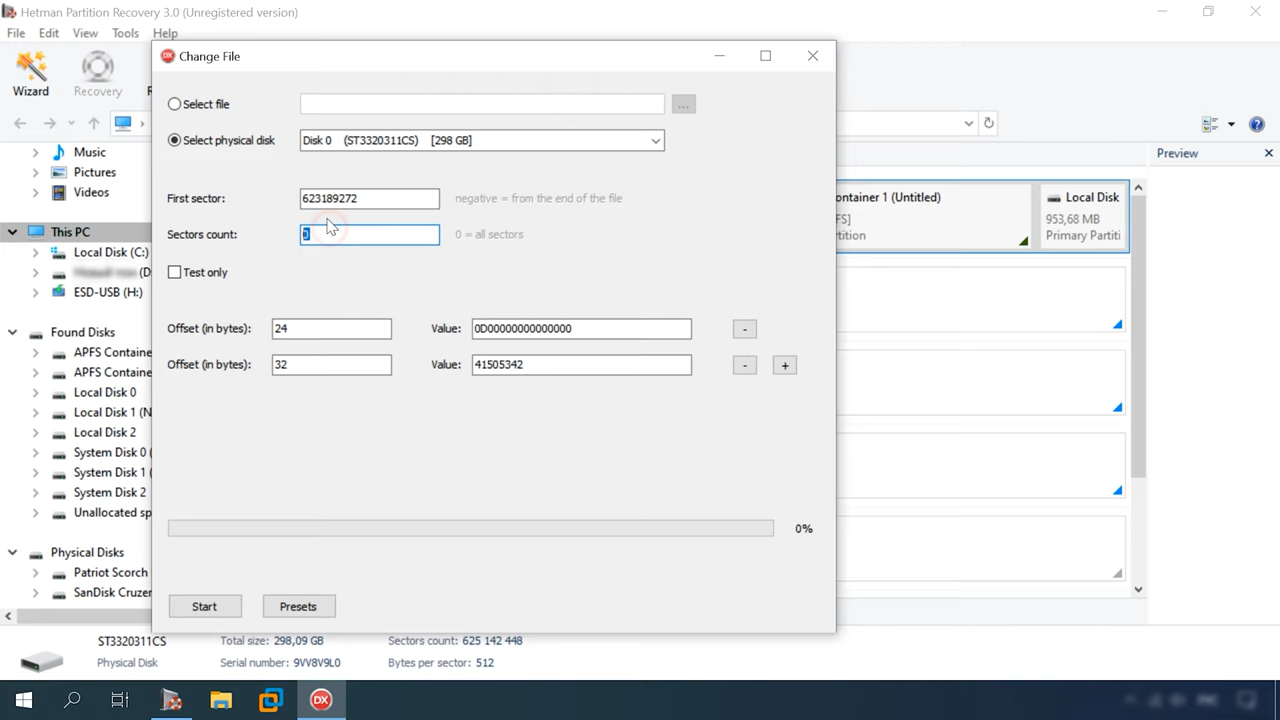 Hetman Partition Recovery 3.0 (Unregistered version)
File Edit View Tools Help
Wizard
Recovery
Change File
Select file
...
Select physical disk
Disk 0 (ST3320311CS) [298 GB]
First sector:
623189272
negative = from the end of the file
Sectors count:
0
0 = all sectors
Test only
Offset (in bytes):
24
Value:
0D00000000000000
-
Offset (in bytes):
32
Value:
41505342
-
+
0%
Start
Presets
Preview
Music
Pictures
Videos
This PC
Local Disk (C:)
(D
ESD-USB (H:)
Found Disks
APFS Containe
APFS Containe
Local Disk 0
Local Disk 1 (N
Local Disk 2
System Disk 0
System Disk 1
System Disk 2
Unallocated sp
Physical Disks
Patriot Scorch
SanDisk Cruzer
ontainer 1 (Untitled)
FS]
rtition
Local Disk
953,68 MB
Primary Partiti
ST3320311CS
Total size: 298,09 GB
Sectors count: 625 142 448
Physical Disk
Serial number: 9VV8V9L0
Bytes per sector: 512
DX